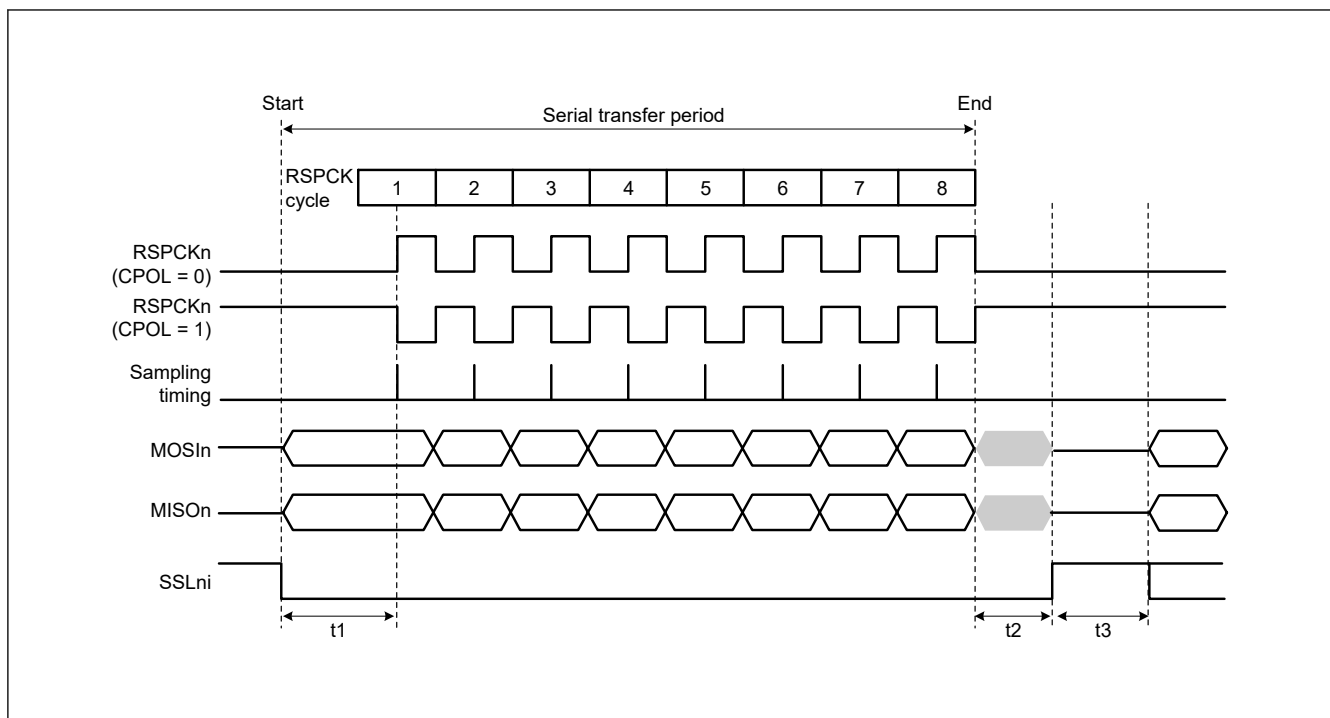 Start
End
Serial transfer period
RSPCK
cycle
1 2 3 4 5 6 7 8
RSPCKn
(CPOL = 0)
RSPCKn
(CPOL = 1)
Sampling
timing
MOSIn
MISOn
SSLni
t1
t2
t3